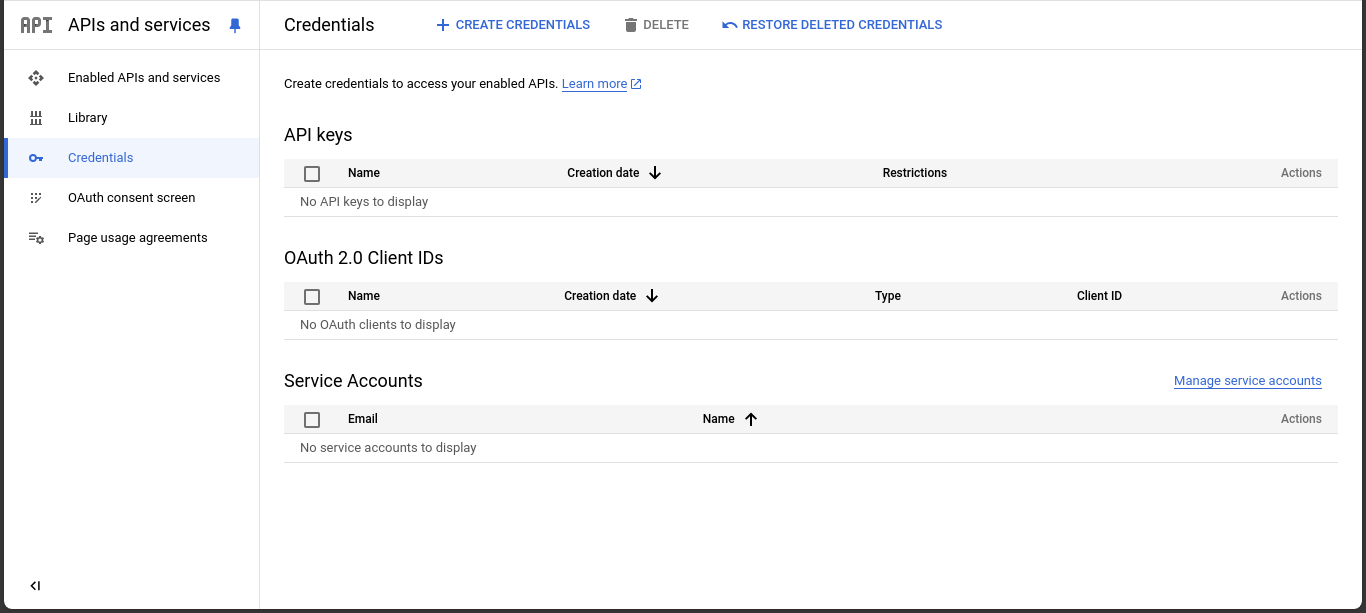 API APIs and services
Credentials
CREATE CREDENTIALS
DELETE
RESTORE DELETED CREDENTIALS
Enabled APIs and services
Library
Credentials
OAuth consent screen
Page usage agreements
Create credentials to access your enabled APIs. Learn more
API keys
Name Creation date Restrictions Actions
No API keys to display
OAuth 2.0 Client IDs
Name Creation date Type Client ID Actions
No OAuth clients to display
Service Accounts Manage service accounts
Email Name Actions
No service accounts to display